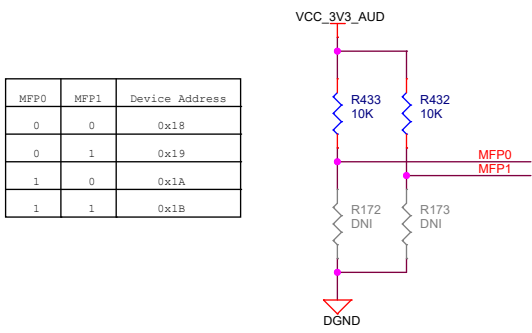 VCC_3V3_AUD
MFP0 MFP1 Device Address
0 0 0x18
0 1 0x19
1 0 0x1A
1 1 0x1B
R433
10K
R432
10K
MFP0
MFP1
R172
DNI
R173
DNI
DGND